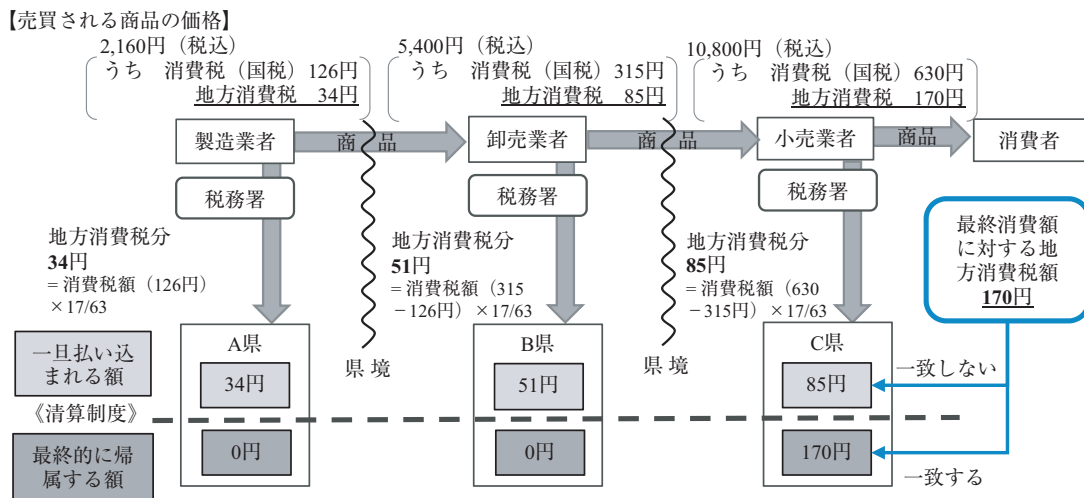 【売買される商品の価格】
2,160円（税込）
うち 消費税（国税）126円
地方消費税 34円
5,400円（税込）
うち 消費税（国税）315円
地方消費税 85円
10,800円（税込）
うち 消費税（国税）630円
地方消費税 170円
製造業者
商 品
卸売業者
商 品
小売業者
商品
消費者
税務署
税務署
税務署
地方消費税分
34円
= 消費税額（126円）
×17/63
地方消費税分
51円
= 消費税額（315
－126円）×17/63
地方消費税分
85円
= 消費税額（630
－315円）×17/63
最終消費額
に対する地
方消費税額
170円
県 境
県 境
A県
B県
C県
一旦払い込
まれる額
34円
51円
85円
一致しない
《清算制度》
最終的に帰
属する額
0円
0円
170円
一致する